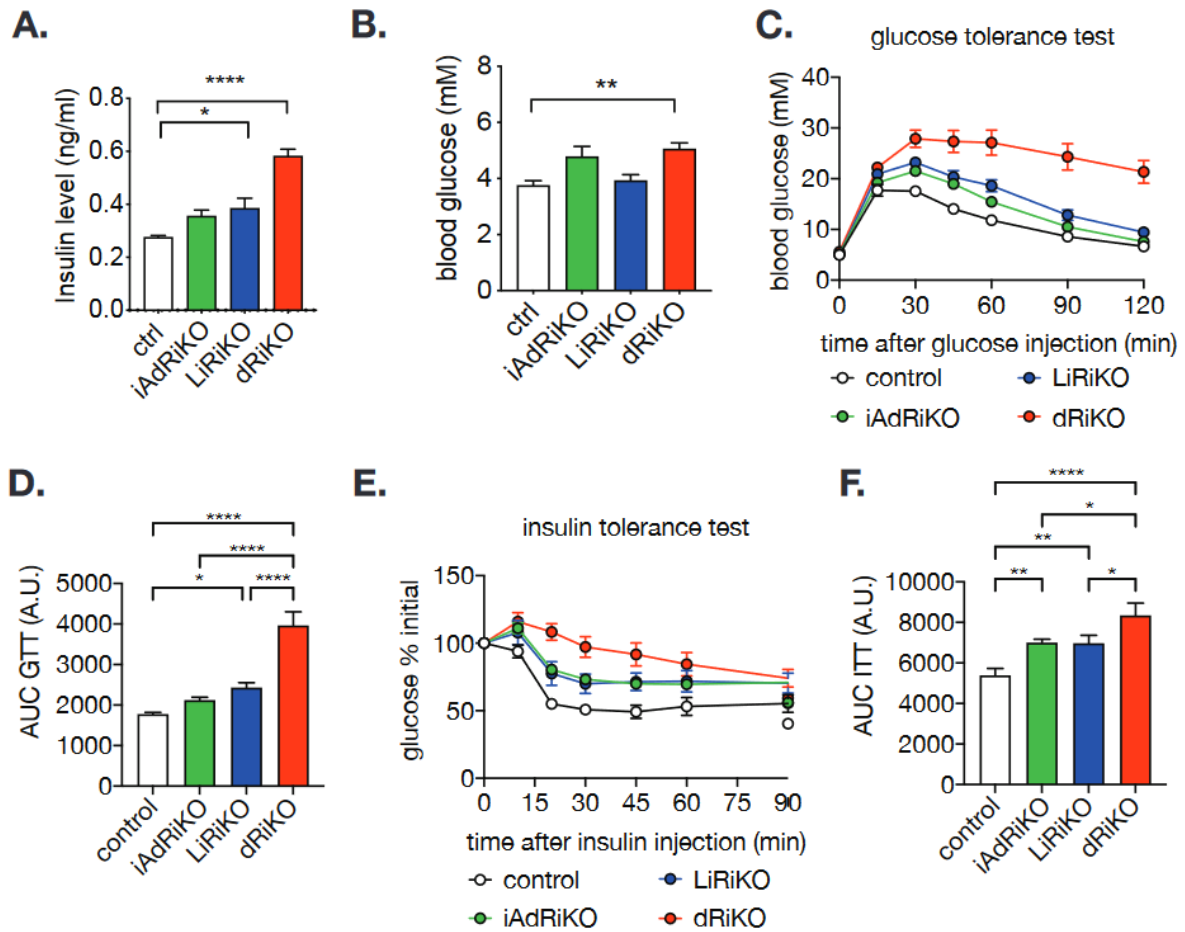 A.
Insulin level (ng/ml)
0.8
0.6
0.4
0.2
0.0
****
*
ctrl
iAdRiKO
LiRiKO
dRiKO
B.
blood glucose (mM)
8
6
4
2
0
**
ctrl
iAdRiKO
LiRiKO
dRiKO
C.
glucose tolerance test
blood glucose (mM)
40
30
20
10
0
0 30 60 90 120
time after glucose injection (min)
control
LiRiKO
iAdRiKO
dRiKO
D.
AUC GTT (A.U.)
5000
4000
3000
2000
1000
0
****
****
* ****
control
iAdRiKO
LiRiKO
dRiKO
E.
insulin tolerance test
glucose % initial
150
100
50
0
0 15 30 45 60 75 90
time after insulin injection (min)
control
LiRiKO
iAdRiKO
dRiKO
F.
AUC ITT (A.U.)
10000
8000
6000
4000
2000
0
****
*
**
** *
control
iAdRiKO
LiRiKO
dRiKO